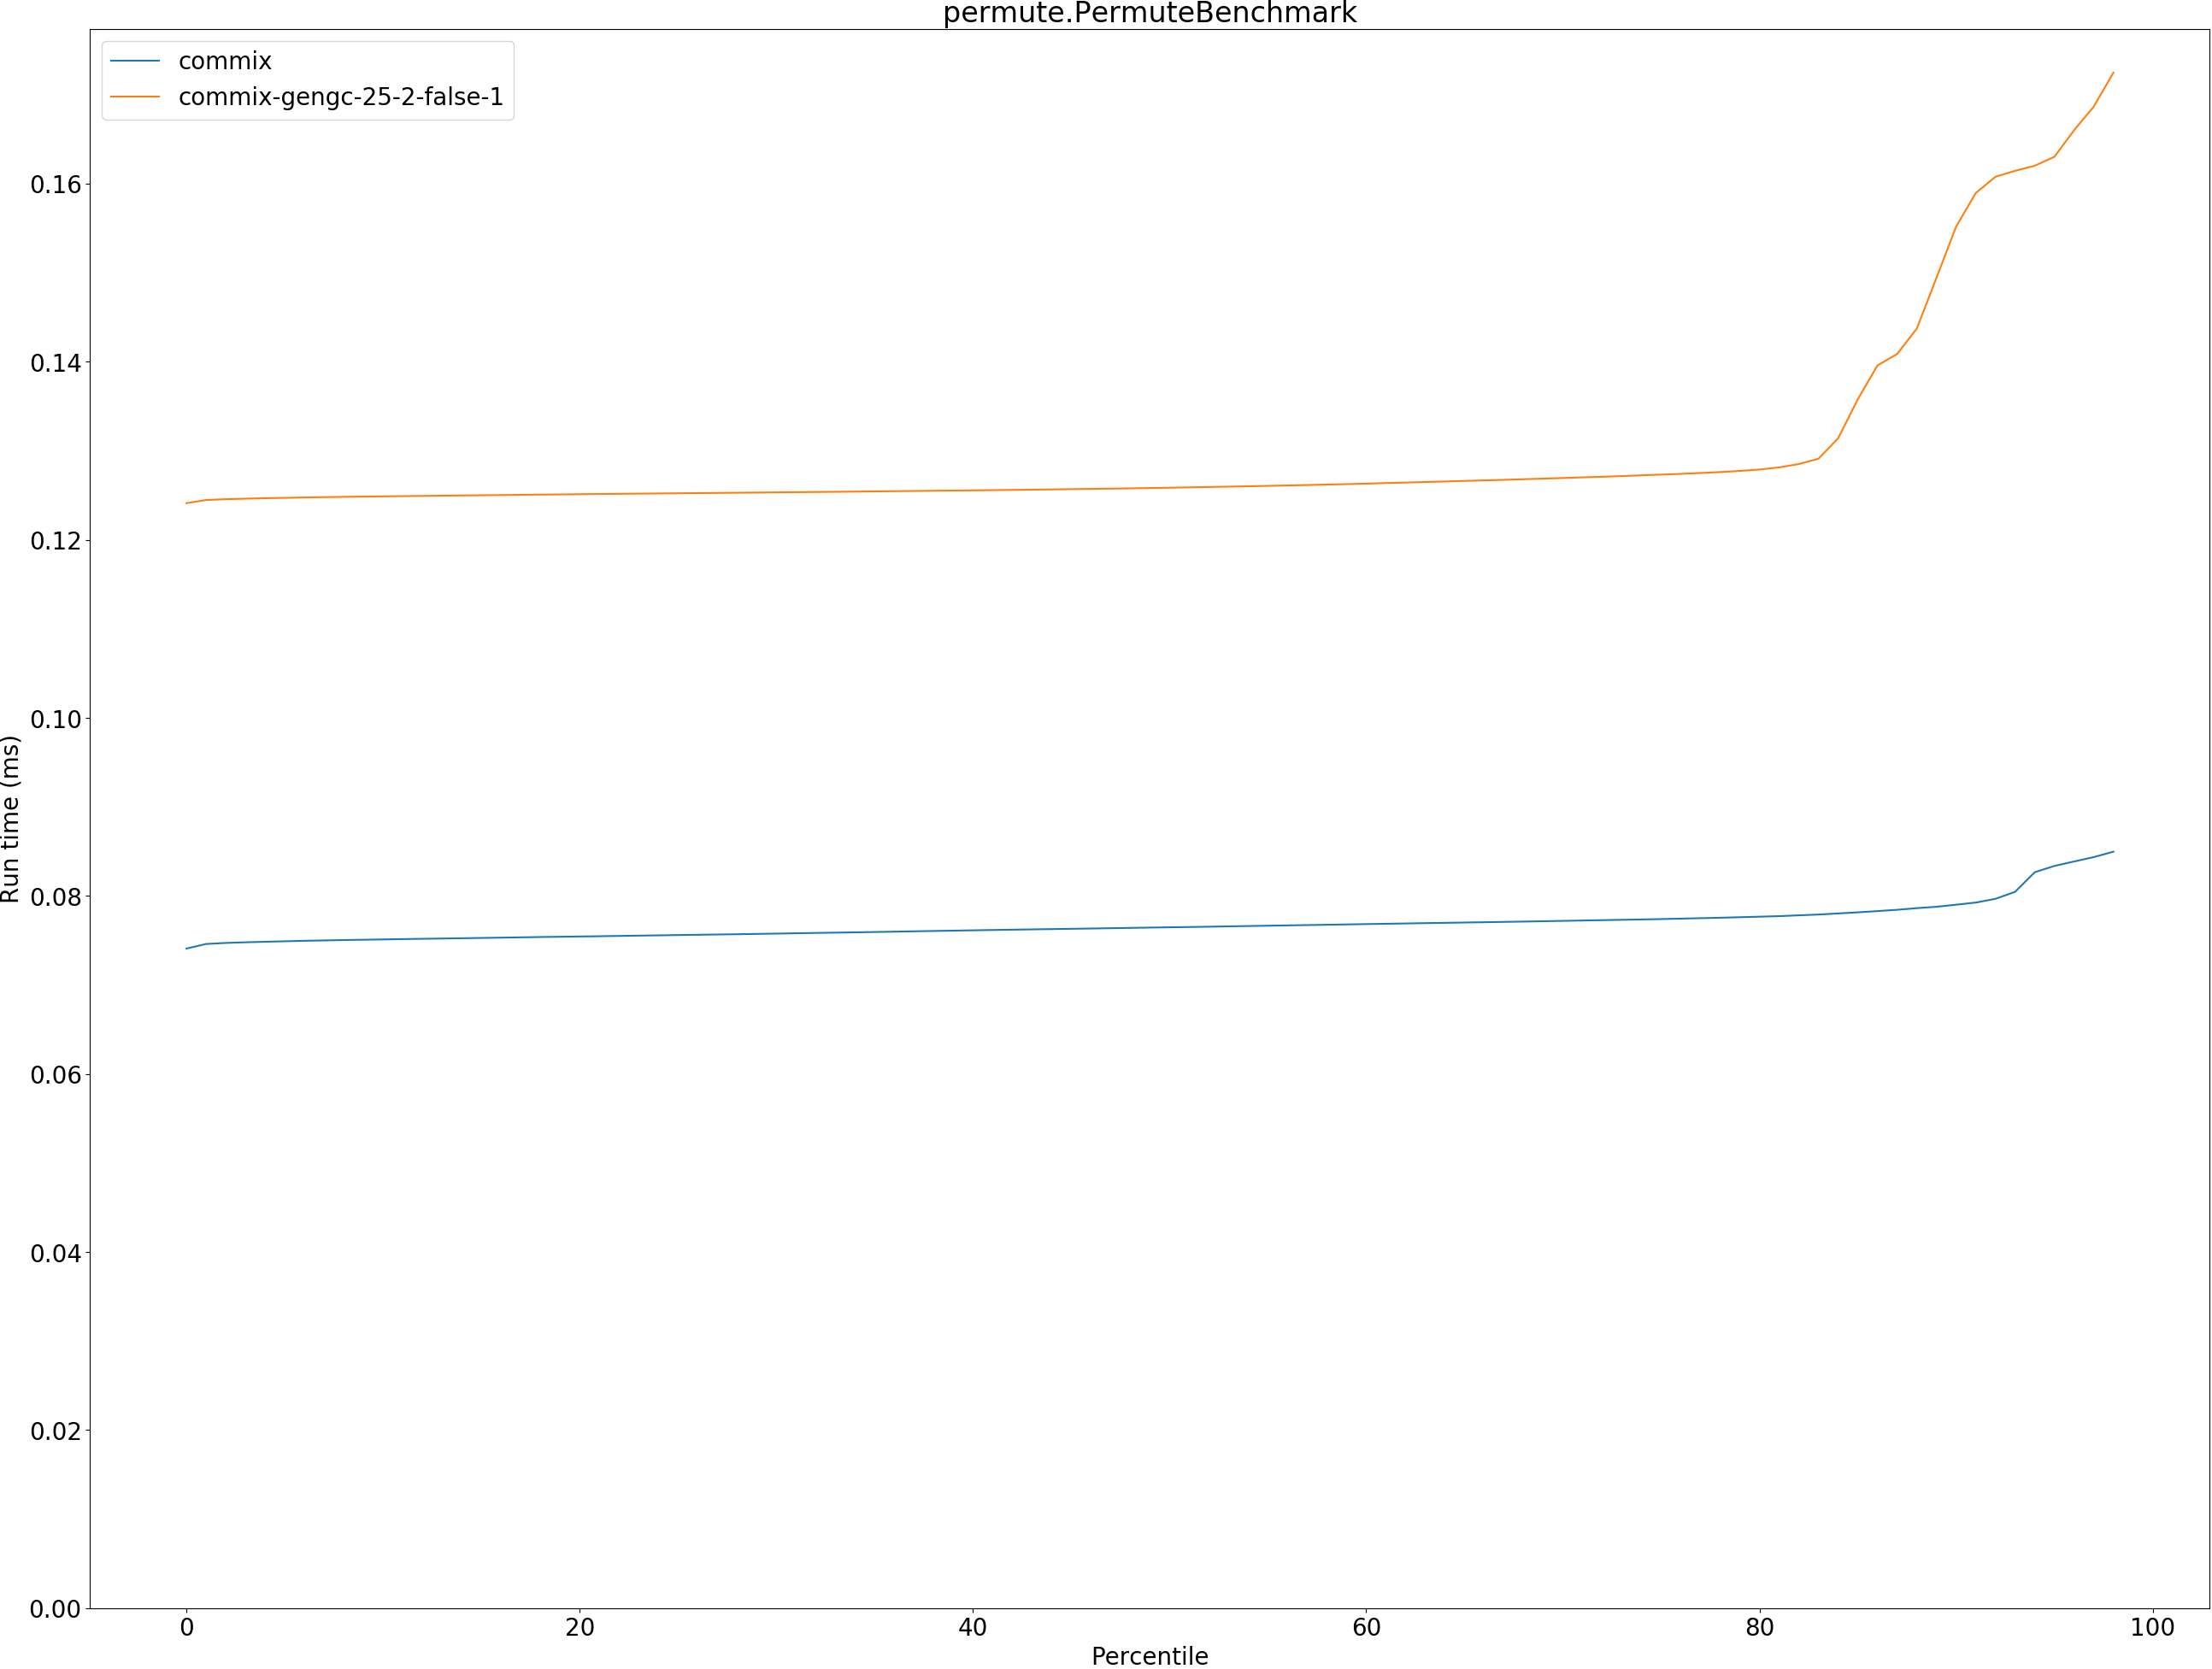 permute.PermuteBenchmark
commix
commix-gengc-25-2-false-1
Run time (ms)
0.16
0.14
0.12
0.10
0.08
0.06
0.04
0.02
0.00
0 20 40 60 80 100
Percentile